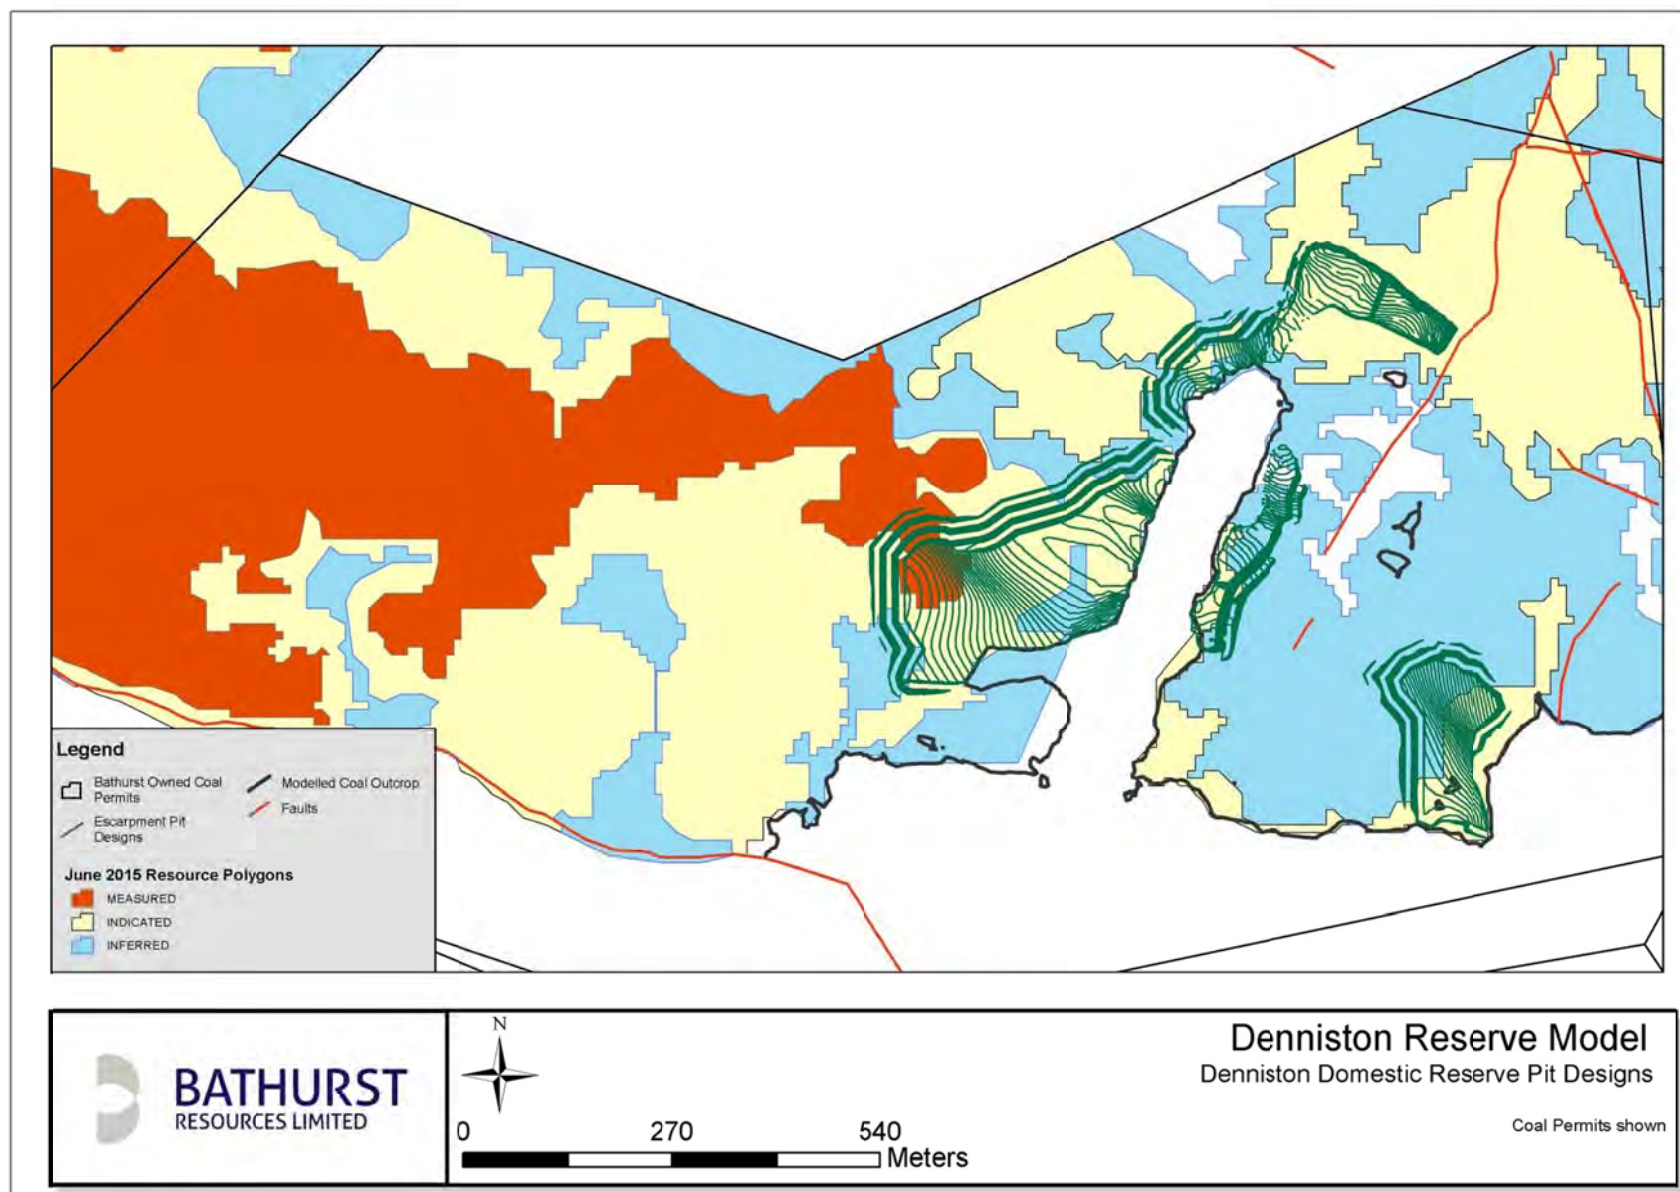 Legend
Bathurst Owned Coal
Permits
Escarpment Pit
Designs
Modelled Coal Outcrop
Faults
June 2015 Resource Polygons
MEASURED
INDICATED
INFERRED
BATHURST
RESOURCES LIMITED
N
0 270 540
Meters
Denniston Reserve Model
Denniston Domestic Reserve Pit Designs
Coal Permits shown